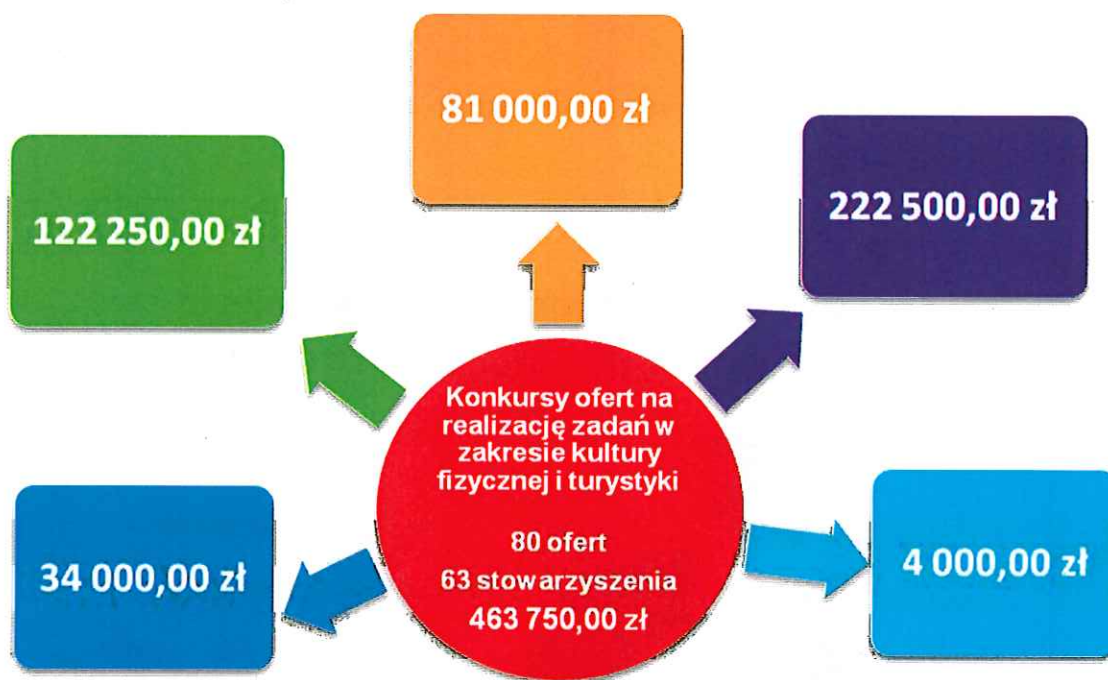 81 000,00 zł
122 250,00 zł
222 500,00 zł
Konkursy ofert na
realizację zadań w
zakresie kultury
fizycznej i turystyki
80 ofert
63 stowarzyszenia
463 750,00 zł
34 000,00 zł
4 000,00 zł